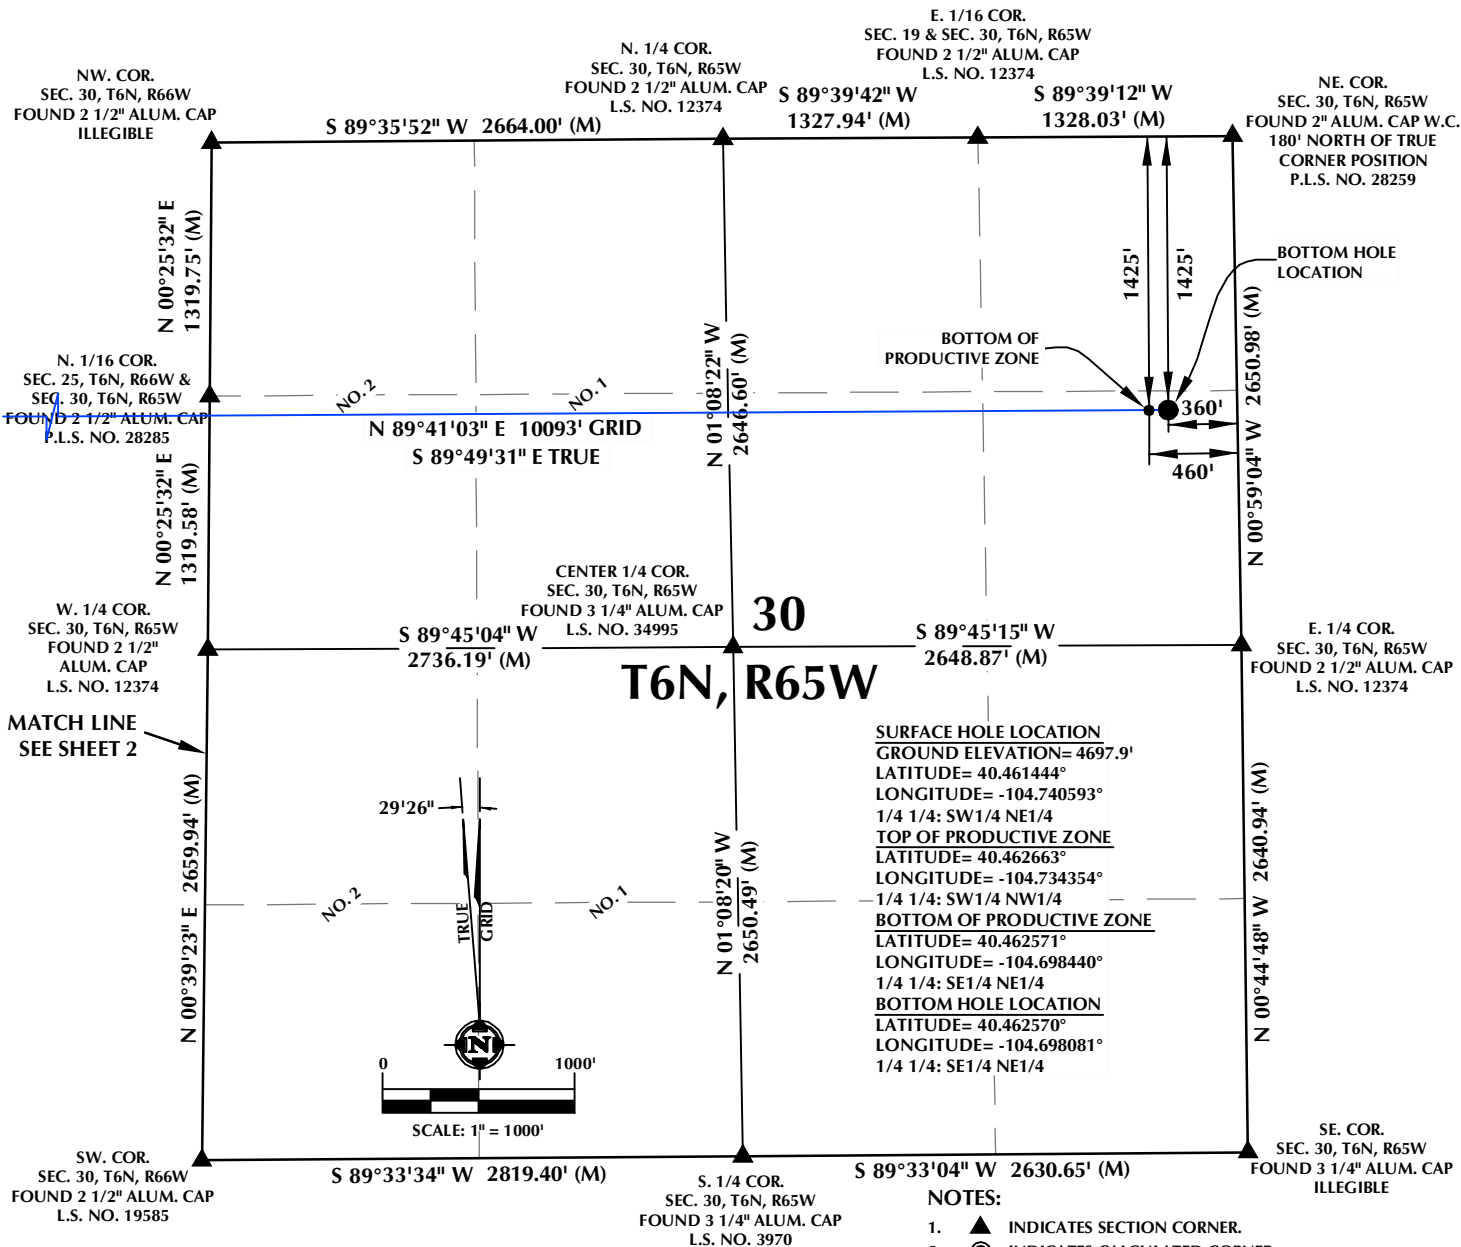 NW. COR.
SEC. 30, T6N, R66W
FOUND 2 1/2" ALUM. CAP
ILLEGIBLE
N. 1/4 COR.
SEC. 30, T6N, R65W
FOUND 2 1/2" ALUM. CAP
L.S. NO. 12374
E. 1/16 COR.
SEC. 19 & SEC. 30, T6N, R65W
FOUND 2 1/2" ALUM. CAP
L.S. NO. 12374
NE. COR.
SEC. 30, T6N, R65W
FOUND 2" ALUM. CAP W.C.
180' NORTH OF TRUE
CORNER POSITION
P.L.S. NO. 28259
S 89°35'52" W 2664.00' (M)
S 89°39'42" W
1327.94' (M)
S 89°39'12" W
1328.03' (M)
N 00°25'32" E
1319.75' (M)
N 01°08'22" W
2646.60' (M)
1425'
1425'
BOTTOM HOLE
LOCATION
N 00°59'04" W 2650.98' (M)
BOTTOM OF
PRODUCTIVE ZONE
N. 1/16 COR.
SEC. 25, T6N, R66W &
SEC. 30, T6N, R65W
FOUND 2 1/2" ALUM. CAP
P.L.S. NO. 28285
NO. 2
NO. 1
N 89°41'03" E 10093' GRID
S 89°49'31" E TRUE
360'
460'
N 00°25'32" E
1319.58' (M)
CENTER 1/4 COR.
SEC. 30, T6N, R65W
FOUND 3 1/4" ALUM. CAP
L.S. NO. 34995
30
T6N, R65W
W. 1/4 COR.
SEC. 30, T6N, R65W
FOUND 2 1/2"
ALUM. CAP
L.S. NO. 12374
S 89°45'04" W
2736.19' (M)
S 89°45'15" W
2648.87' (M)
E. 1/4 COR.
SEC. 30, T6N, R65W
FOUND 2 1/2" ALUM. CAP
L.S. NO. 12374
MATCH LINE
SEE SHEET 2
SURFACE HOLE LOCATION
GROUND ELEVATION= 4697.9'
LATITUDE= 40.461444°
LONGITUDE= -104.740593°
1/4 1/4: SW1/4 NE1/4
TOP OF PRODUCTIVE ZONE
LATITUDE= 40.462663°
LONGITUDE= -104.734354°
1/4 1/4: SW1/4 NW1/4
BOTTOM OF PRODUCTIVE ZONE
LATITUDE= 40.462571°
LONGITUDE= -104.698440°
1/4 1/4: SE1/4 NE1/4
BOTTOM HOLE LOCATION
LATITUDE= 40.462570°
LONGITUDE= -104.698081°
1/4 1/4: SE1/4 NE1/4
N 00°39'23" E 2659.94' (M)
29'26"
NO. 2
NO. 1
TRUE
GRID
N
N 01°08'20" W
2650.49' (M)
N 00°44'48" W 2640.94' (M)
0 1000'
SCALE: 1" = 1000'
SW. COR.
SEC. 30, T6N, R66W
FOUND 2 1/2" ALUM. CAP
L.S. NO. 19585
S 89°33'34" W 2819.40' (M)
S. 1/4 COR.
SEC. 30, T6N, R65W
FOUND 3 1/4" ALUM. CAP
L.S. NO. 3970
S 89°33'04" W 2630.65' (M)
SE. COR.
SEC. 30, T6N, R65W
FOUND 3 1/4" ALUM. CAP
ILLEGIBLE
NOTES:
1. INDICATES SECTION CORNER.